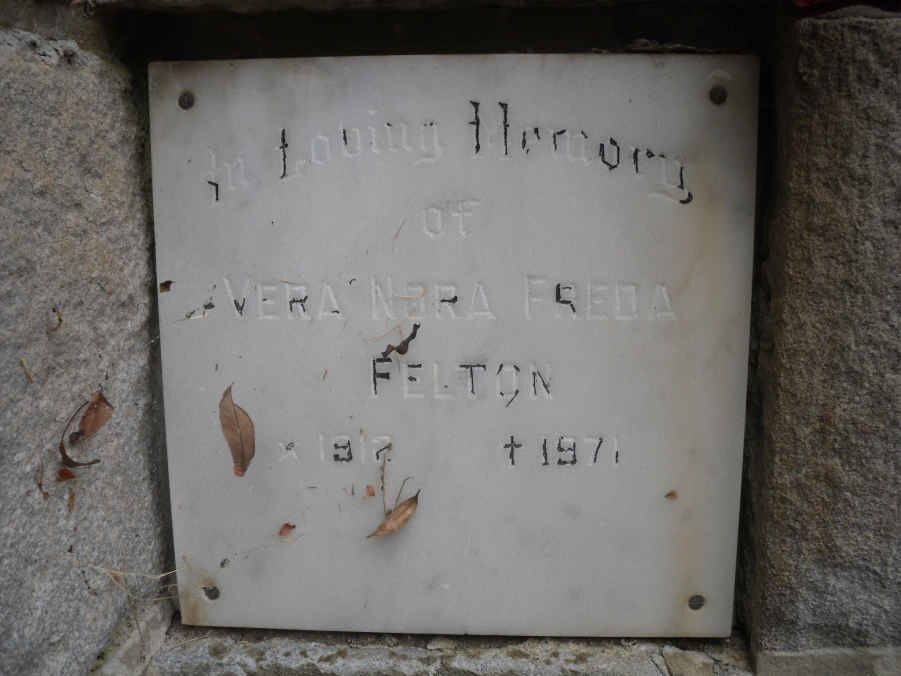 In Loving Memory
of
VERA NORA FREDA
FELTON
× 1912 † 1971